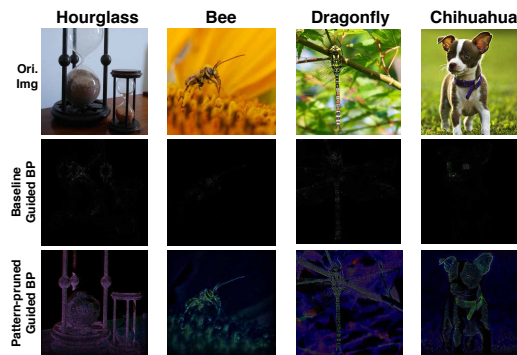 Hourglass Bee Dragonfly Chihuahua
Ori.
Img
Baseline
Guided BP
Pattern-pruned
Guided BP